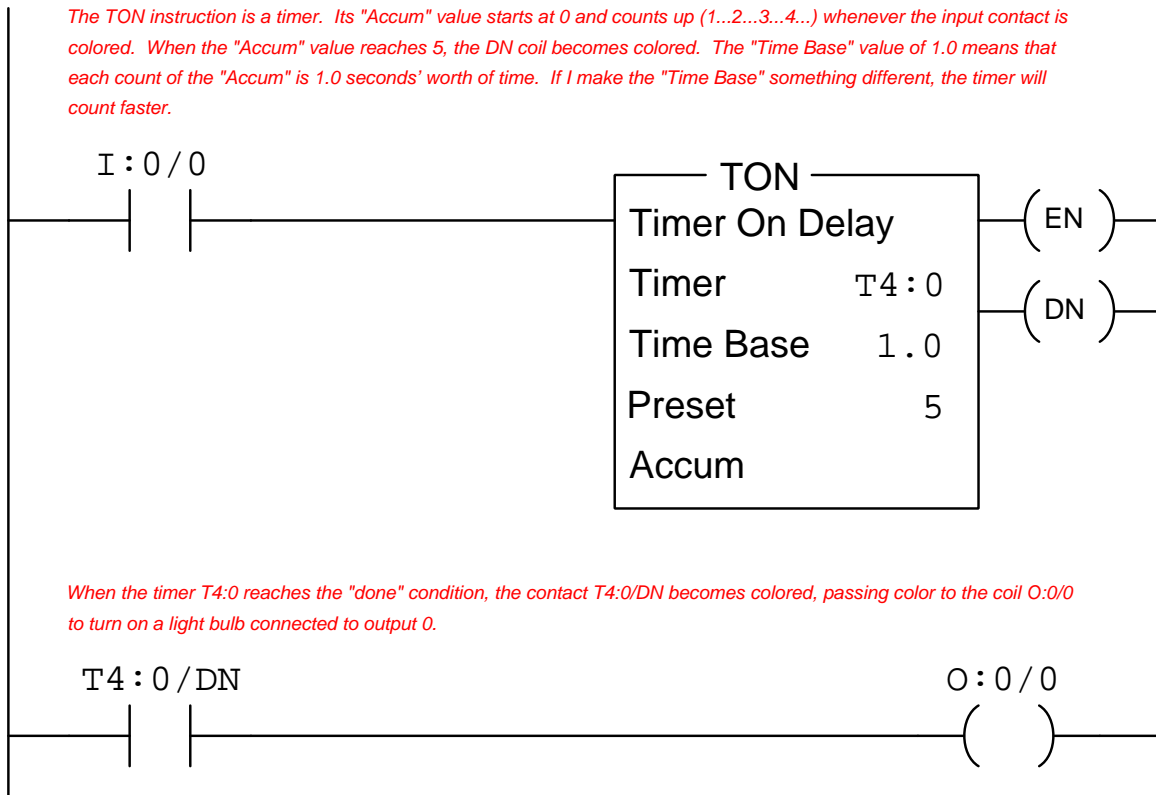 The TON instruction is a timer.  Its "Accum" value starts at 0 and counts up (1...2...3...4...) whenever the input contact is
colored.  When the "Accum" value reaches 5, the DN coil becomes colored.  The "Time Base" value of 1.0 means that
each count of the "Accum" is 1.0 seconds’ worth of time.  If I make the "Time Base" something different, the timer will
count faster.
I:0/0
TON
Timer On Delay
EN
Timer T4:0
DN
Time Base 1.0
Preset 5
Accum
When the timer T4:0 reaches the "done" condition, the contact T4:0/DN becomes colored, passing color to the coil O:0/0
to turn on a light bulb connected to output 0.
T4:0/DN
O:0/0